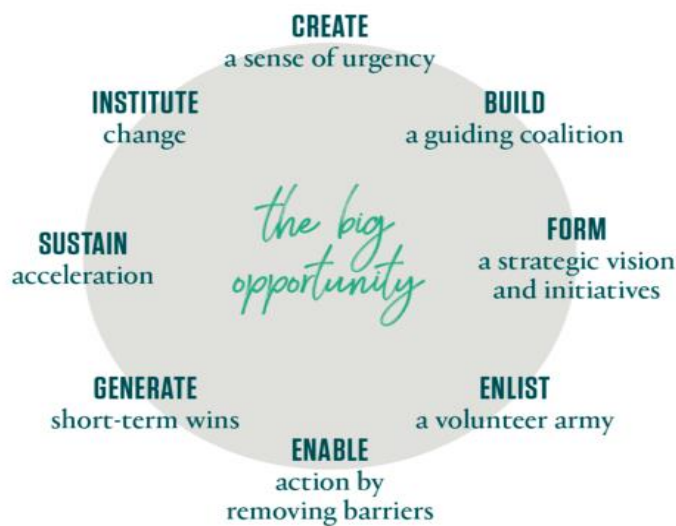 CREATE
a sense of urgency
BUILD
a guiding coalition
FORM
a strategic vision
and initiatives
ENLIST
a volunteer army
ENABLE
action by
removing barriers
GENERATE
short-term wins
SUSTAIN
acceleration
INSTITUTE
change
the big
opportunity